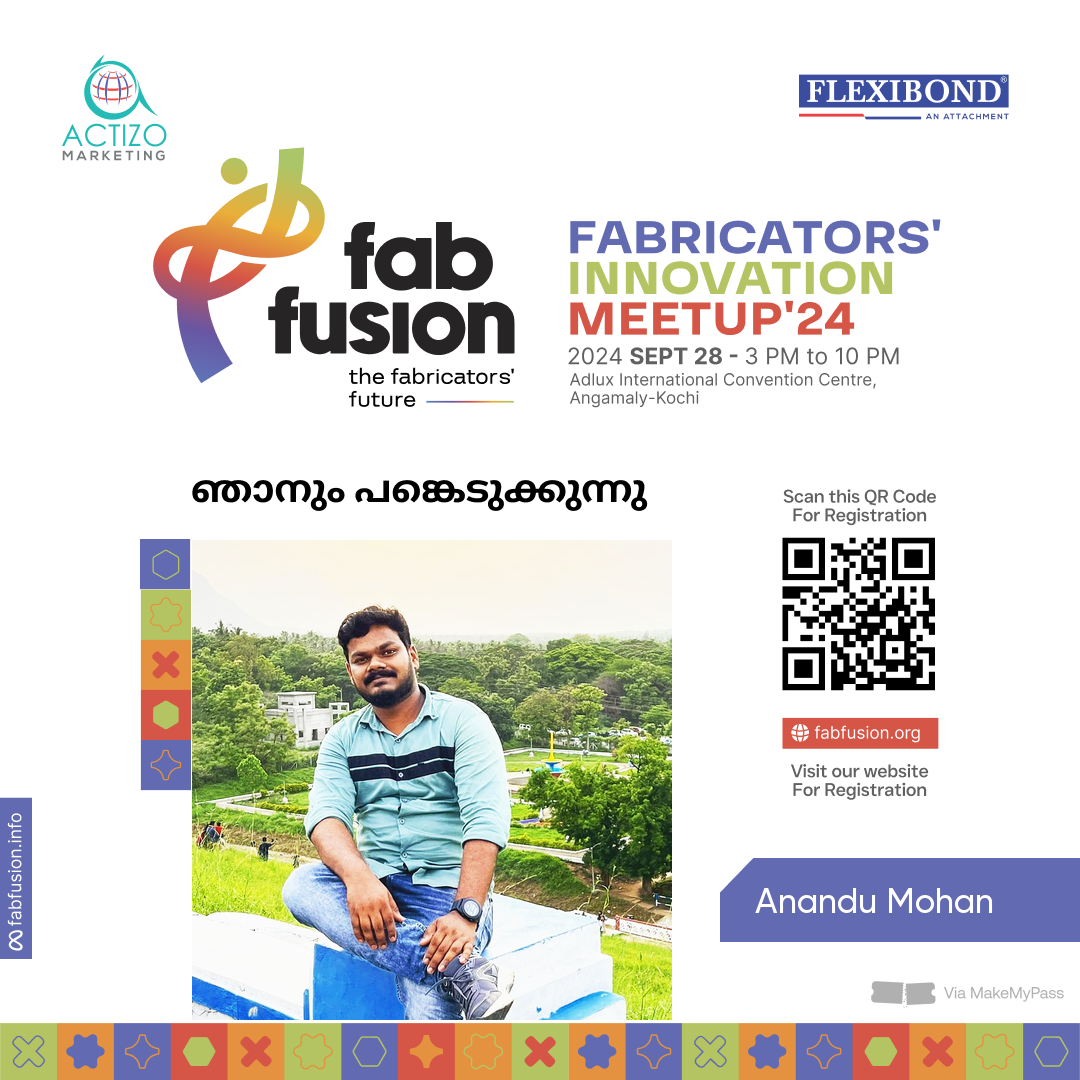 ACTIZO
MARKETING
FLEXIBOND®
AN ATTACHMENT
fab
fusion
the fabricators'
future
FABRICATORS'
INNOVATION
MEETUP'24
2024 SEPT 28 - 3 PM to 10 PM
Adlux International Convention Centre,
Angamaly-Kochi
ഞാനും പങ്കെടുക്കുന്നു
Scan this QR Code
For Registration
fabfusion.org
Visit our website
For Registration
fabfusion.info
Anandu Mohan
Via MakeMyPass